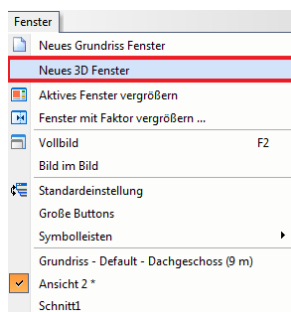 Fenster
Neues Grundriss Fenster
Neues 3D Fenster
Aktives Fenster vergrößern
Fenster mit Faktor vergrößern ...
Vollbild F2
Bild im Bild
Standardeinstellung
Große Buttons
Symbolleisten
Grundriss - Default - Dachgeschoss (9 m)
Ansicht 2 *
Schnitt1